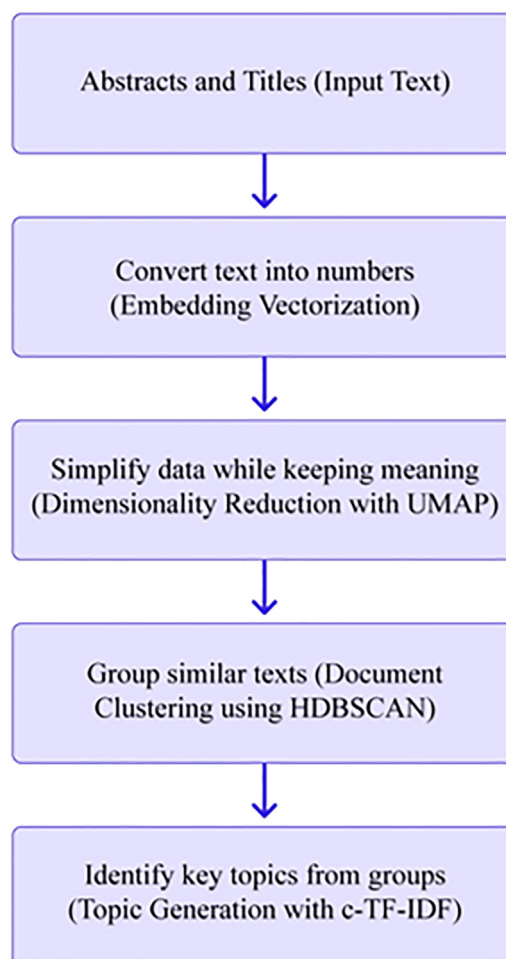 Abstracts and Titles (Input Text)
Convert text into numbers
(Embedding Vectorization)
Simplify data while keeping meaning
(Dimensionality Reduction with UMAP)
Group similar texts (Document
Clustering using HDBSCAN)
Identify key topics from groups
(Topic Generation with c-TF-IDF)